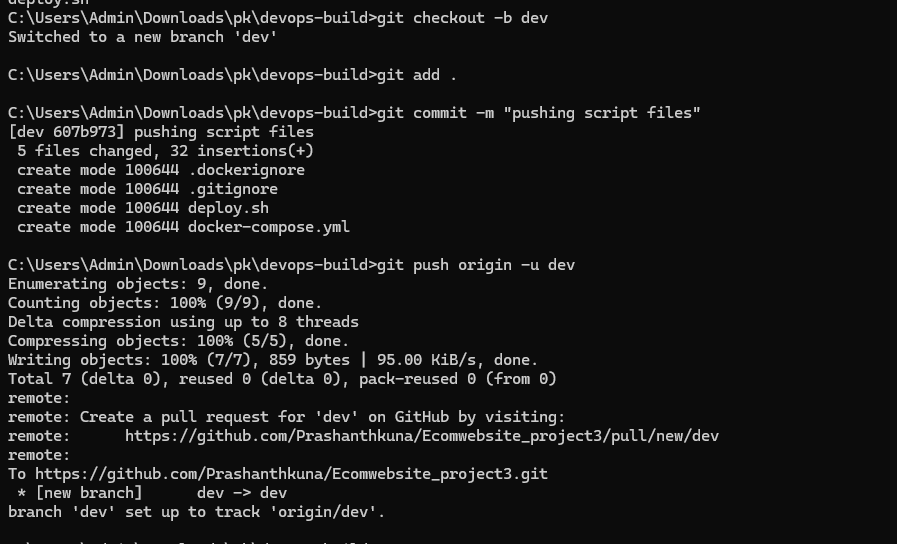 deploy.sh
C:\Users\Admin\Downloads\pk\devops-build>git checkout -b dev
Switched to a new branch 'dev'
C:\Users\Admin\Downloads\pk\devops-build>git add .
C:\Users\Admin\Downloads\pk\devops-build>git commit -m "pushing script files"
[dev 607b973] pushing script files
 5 files changed, 32 insertions(+)
 create mode 100644 .dockerignore
 create mode 100644 .gitignore
 create mode 100644 deploy.sh
 create mode 100644 docker-compose.yml
C:\Users\Admin\Downloads\pk\devops-build>git push origin -u dev
Enumerating objects: 9, done.
Counting objects: 100% (9/9), done.
Delta compression using up to 8 threads
Compressing objects: 100% (5/5), done.
Writing objects: 100% (7/7), 859 bytes | 95.00 KiB/s, done.
Total 7 (delta 0), reused 0 (delta 0), pack-reused 0 (from 0)
remote:
remote: Create a pull request for 'dev' on GitHub by visiting:
remote:      https://github.com/Prashanthkuna/Ecomwebsite_project3/pull/new/dev
remote:
To https://github.com/Prashanthkuna/Ecomwebsite_project3.git
 * [new branch]      dev -> dev
branch 'dev' set up to track 'origin/dev'.